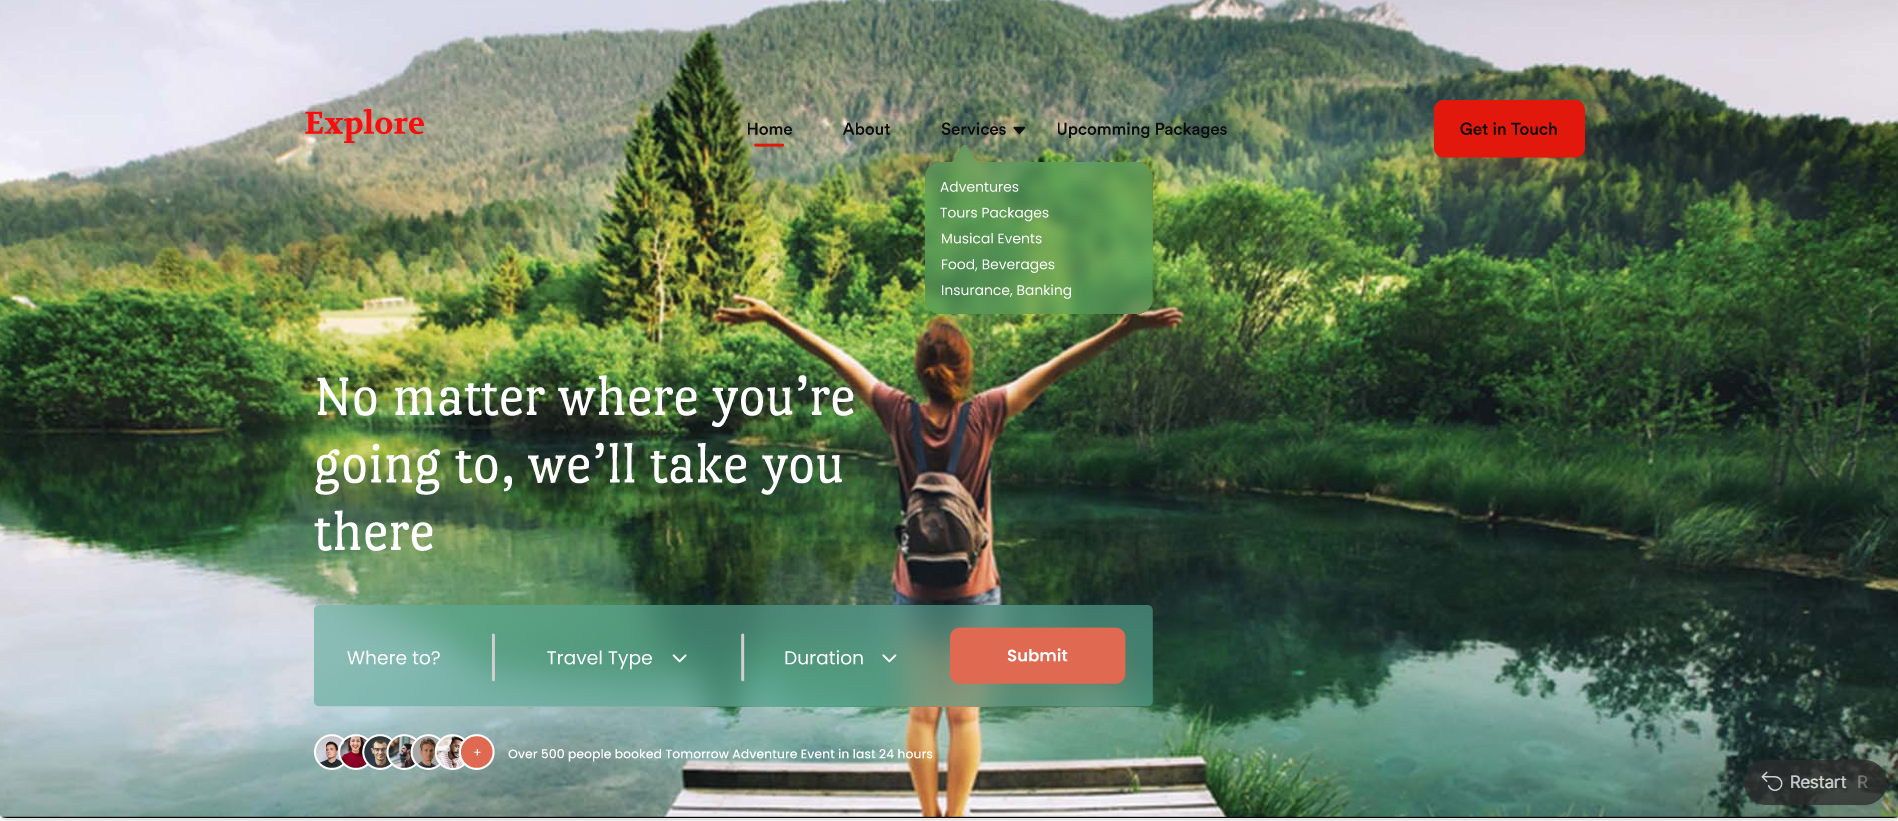 Explore
Home
About
Services
Upcomming Packages
Get in Touch
Adventures
Tours Packages
Musical Events
Food, Beverages
Insurance, Banking
No matter where you’re
going to, we’ll take you
there
Where to?
Travel Type
Duration
Submit
+
Over 500 people booked Tomorrow Adventure Event in last 24 hours
Restart R